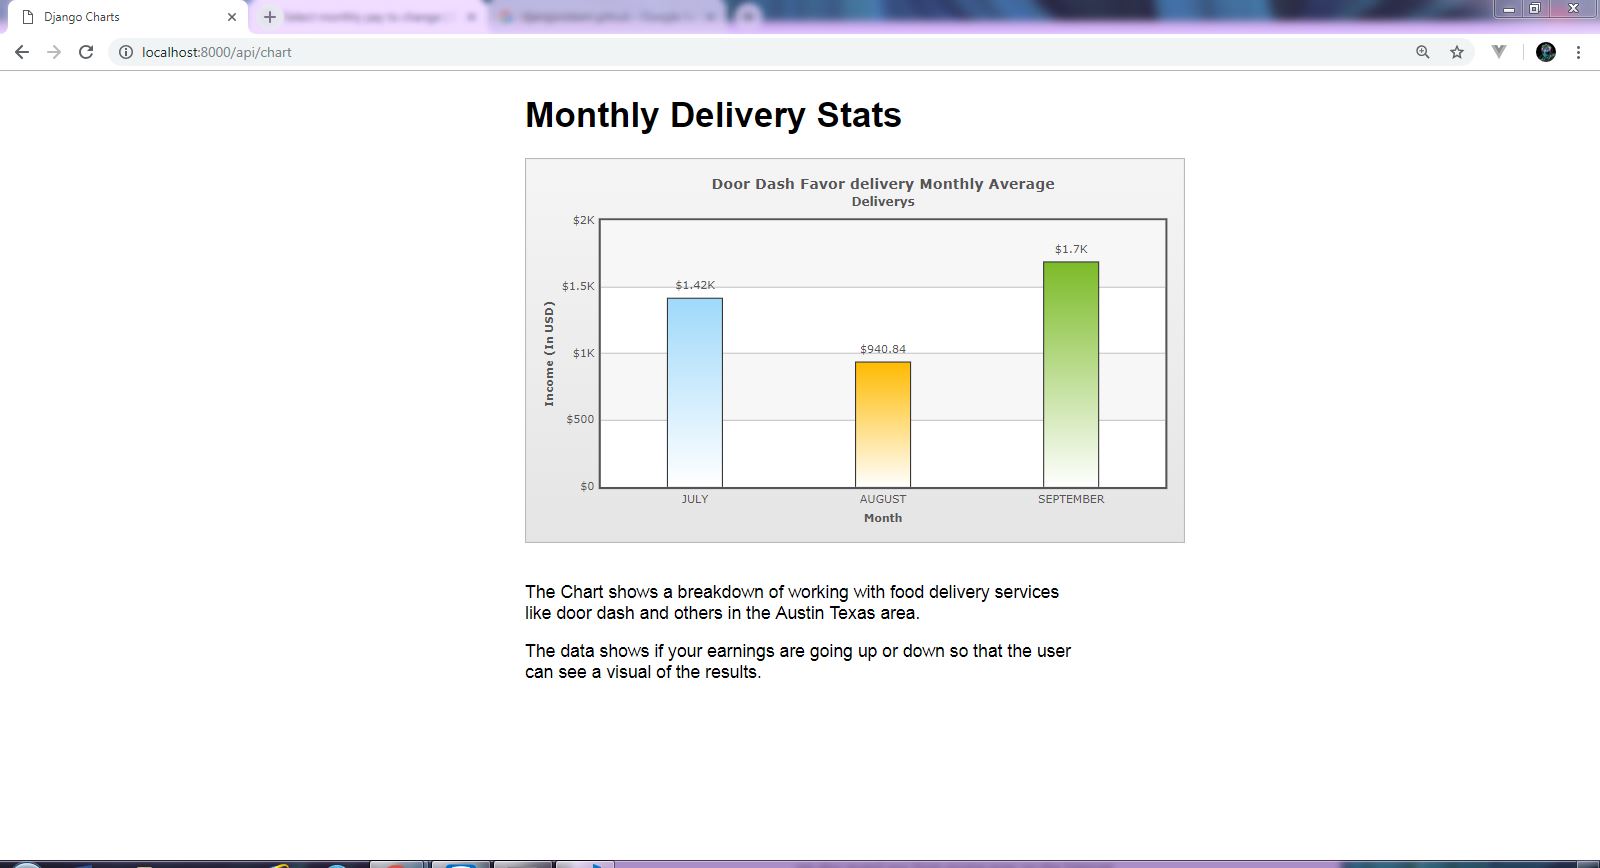 Django Charts
localhost:8000/api/chart
Monthly Delivery Stats
Door Dash Favor delivery Monthly Average
Deliverys
$2K
$1.5K
$1K
$500
$0
Income (In USD)
$1.42K
$940.84
$1.7K
JULY
AUGUST
SEPTEMBER
Month
The Chart shows a breakdown of working with food delivery services
like door dash and others in the Austin Texas area.
The data shows if your earnings are going up or down so that the user
can see a visual of the results.